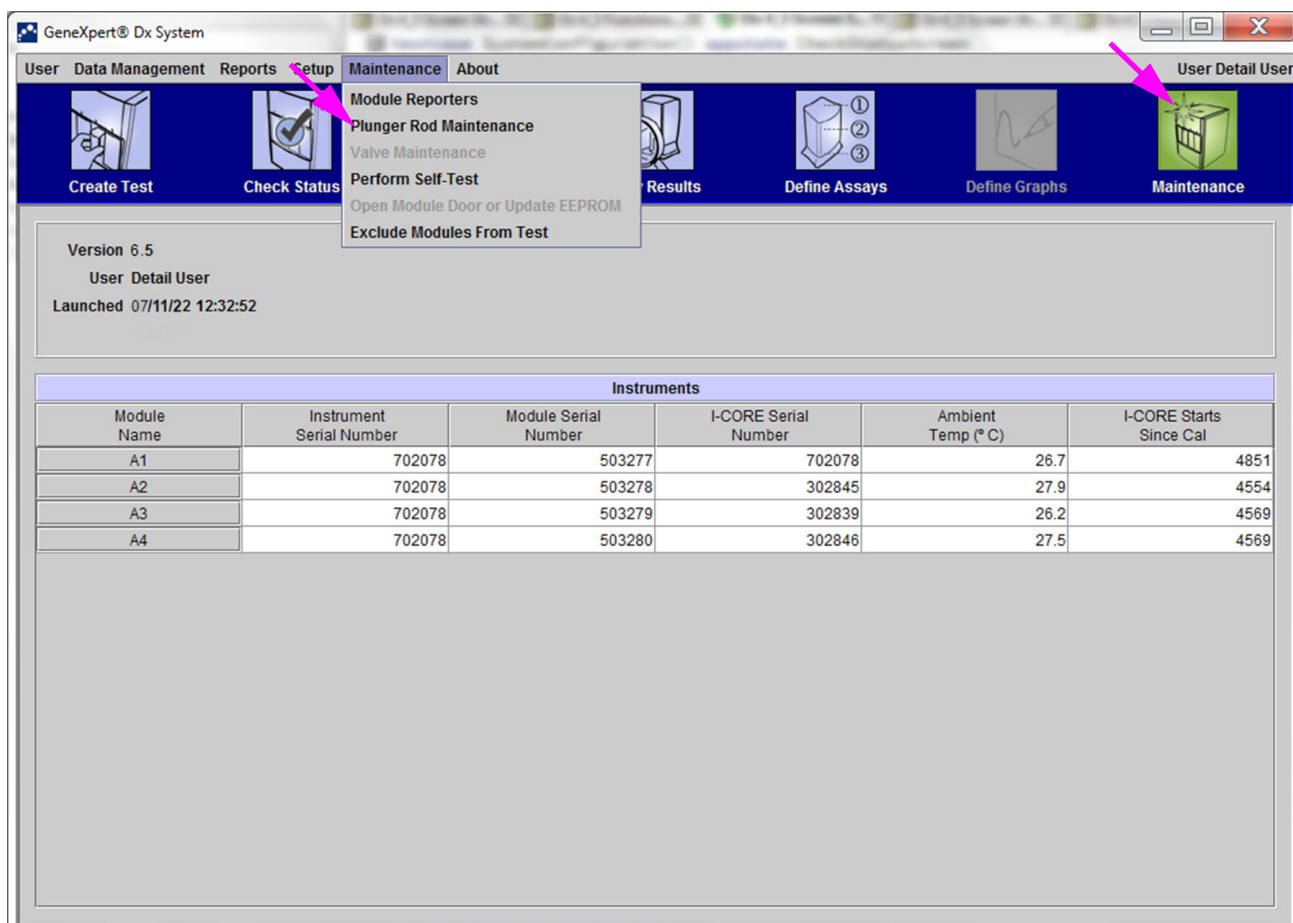 GeneXpert® Dx System
User Data Management Reports Setup Maintenance About User Detail User
Module Reporters
Plunger Rod Maintenance
Valve Maintenance
Perform Self-Test
Open Module Door or Update EEPROM
Exclude Modules From Test
① ② ③
Create Test Check Status Results Define Assays Define Graphs Maintenance
Version 6.5
User Detail User
Launched 07/11/22 12:32:52
Instruments
Module Name Instrument Serial Number Module Serial Number I-CORE Serial Number Ambient Temp (° C) I-CORE Starts Since Cal
A1 702078 503277 702078 26.7 4851
A2 702078 503278 302845 27.9 4554
A3 702078 503279 302839 26.2 4569
A4 702078 503280 302846 27.5 4569